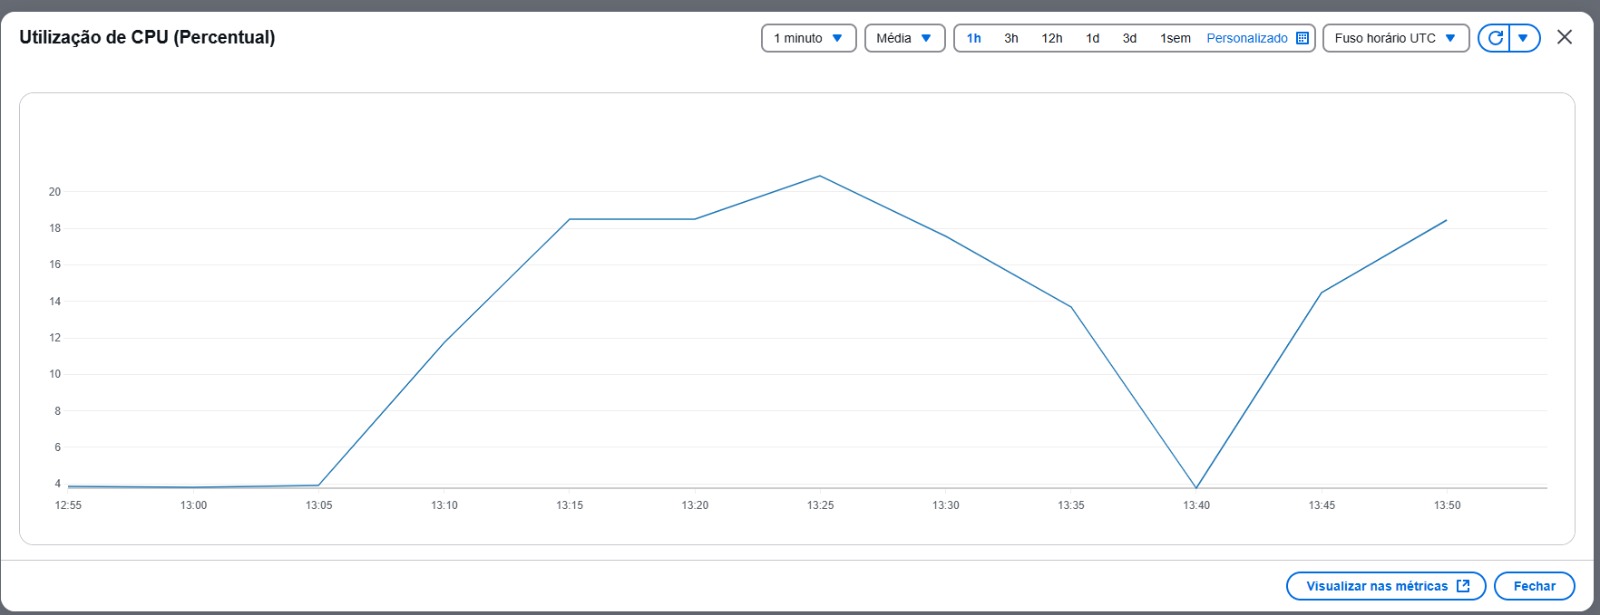 Utilização de CPU (Percentual)
1 minuto
Média
1h 3h 12h 1d 3d 1sem Personalizado
Fuso horário UTC
20
18
16
14
12
10
8
6
4
12:55 13:00 13:05 13:10 13:15 13:20 13:25 13:30 13:35 13:40 13:45 13:50
Visualizar nas métricas
Fechar